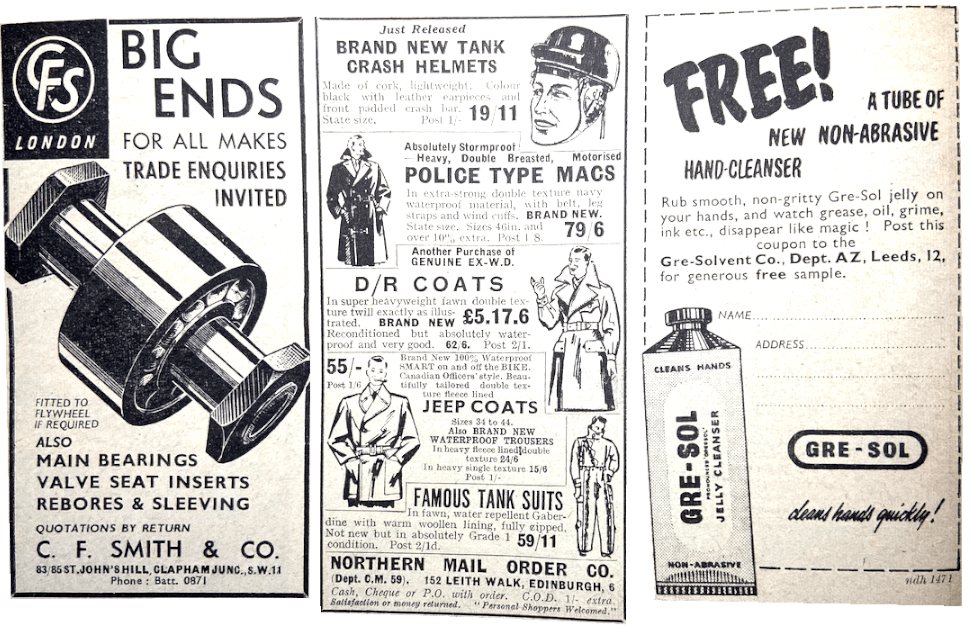 CFS
LONDON
BIG
ENDS
FOR ALL MAKES
TRADE ENQUIRIES
INVITED
FITTED TO
FLYWHEEL
IF REQUIRED
ALSO
MAIN BEARINGS
VALVE SEAT INSERTS
REBORES & SLEEVING
QUOTATIONS BY RETURN
C. F. SMITH & CO.
83/85 ST. JOHN'S HILL, CLAPHAM JUNC., S.W.11
Phone : Batt. 0871
Just Released
BRAND NEW TANK
CRASH HELMETS
Made of cork, lightweight. Colour
black with leather earpieces and
front padded crash bar. 19/11
State size. Post 1/-
Absolutely Stormproof
— Heavy, Double Breasted, Motorised
POLICE TYPE MACS
In extra-strong double texture navy
waterproof material, with belt, leg
straps and wind cuffs. BRAND NEW.
State size. Sizes 46in. and 79/6
over 10% extra. Post 1 8.
Another Purchase of
GENUINE EX-W.D.
D/R COATS
In super heavyweight fawn double tex-
ture twill exactly as illus-
trated. BRAND NEW £5.17.6
Reconditioned but absolutely water-
proof and very good. 62/6. Post 2/1.
55/-
Post 1/6
Brand New 100% Waterproof
SMART on and off the BIKE.
Canadian Officers' style. Beau-
tifully tailored double tex-
ture fleece lined
JEEP COATS
Sizes 34 to 44.
Also BRAND NEW
WATERPROOF TROUSERS
In heavy fleece lined double
texture 24/6
In heavy single texture 15/6
Post 1/-
FAMOUS TANK SUITS
In fawn, water repellent Gaber-
dine with warm woollen lining, fully zipped.
Not new but in absolutely Grade 1 59/11
condition. Post 2/1d.
NORTHERN MAIL ORDER CO.
(Dept. C.M. 59). 152 LEITH WALK, EDINBURGH, 6
Cash, Cheque or P.O. with order. C.O.D. 1/- extra.
Satisfaction or money returned. "Personal Shoppers Welcomed."
FREE!
A TUBE OF
NEW NON-ABRASIVE
HAND-CLEANSER
Rub smooth, non-gritty Gre-Sol jelly on
your hands, and watch grease, oil, grime,
ink etc., disappear like magic ! Post this
coupon to the
Gre-Solvent Co., Dept. AZ, Leeds, 12,
for generous free sample.
NAME
ADDRESS
CLEANS HANDS
GRE-SOL
PRONOUNCED 'GREESOL'
JELLY CLEANSER
NON-ABRASIVE
GRE-SOL
cleans hands quickly!
ndh 1471